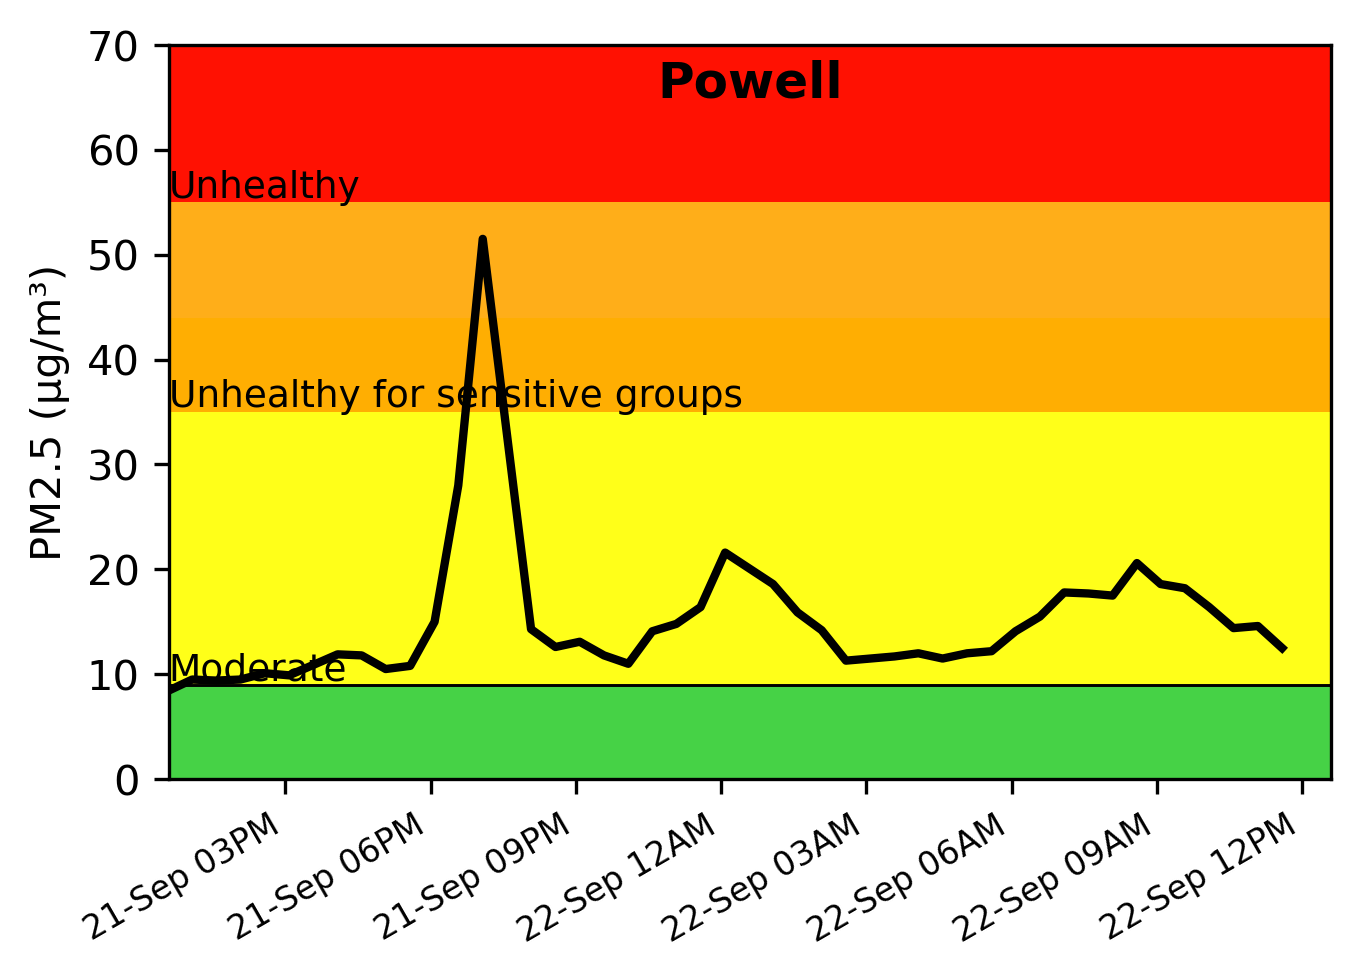 Powell
70
60
50
40
30
20
10
0
PM2.5 (µg/m³)
Unhealthy
Unhealthy for sensitive groups
Moderate
21-Sep 03PM
21-Sep 06PM
21-Sep 09PM
22-Sep 12AM
22-Sep 03AM
22-Sep 06AM
22-Sep 09AM
22-Sep 12PM